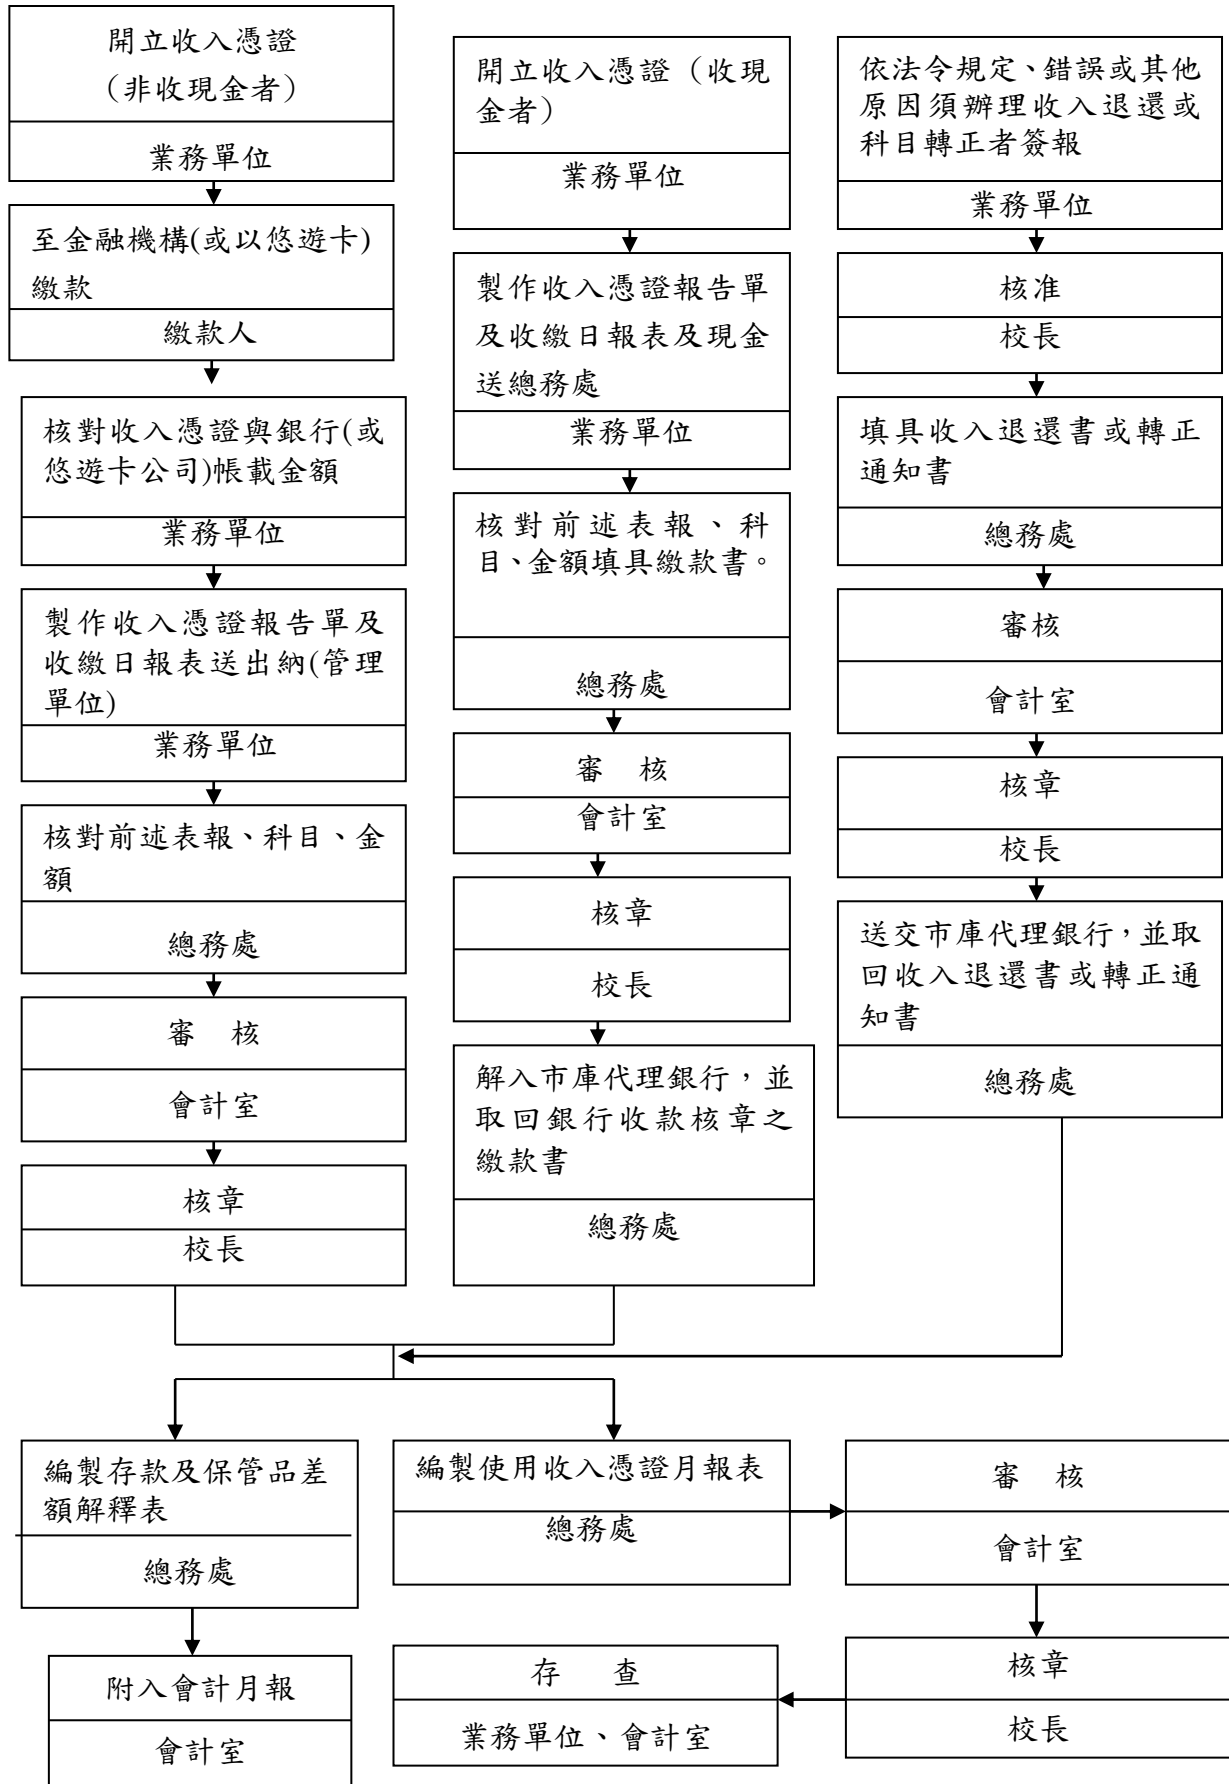 開立收入憑證
（非收現金者）
業務單位
至金融機構(或以悠遊卡)
繳款
繳款人
核對收入憑證與銀行(或
悠遊卡公司)帳載金額
業務單位
製作收入憑證報告單及
收繳日報表送出納(管理
單位)
業務單位
核對前述表報、科目、金
額
總務處
審　核
會計室
核章
校長
開立收入憑證（收現
金者）
業務單位
製作收入憑證報告單
及收繳日報表及現金
送總務處
業務單位
核對前述表報、科
目、金額填具繳款書。
總務處
審　核
會計室
核章
校長
解入市庫代理銀行，並
取回銀行收款核章之
繳款書
總務處
依法令規定、錯誤或其他
原因須辦理收入退還或
科目轉正者簽報
業務單位
核准
校長
填具收入退還書或轉正
通知書
總務處
審核
會計室
核章
校長
送交市庫代理銀行，並取
回收入退還書或轉正通
知書
總務處
編製存款及保管品差
額解釋表
總務處
附入會計月報
會計室
編製使用收入憑證月報表
總務處
審　核
會計室
核章
校長
存　查
業務單位、會計室